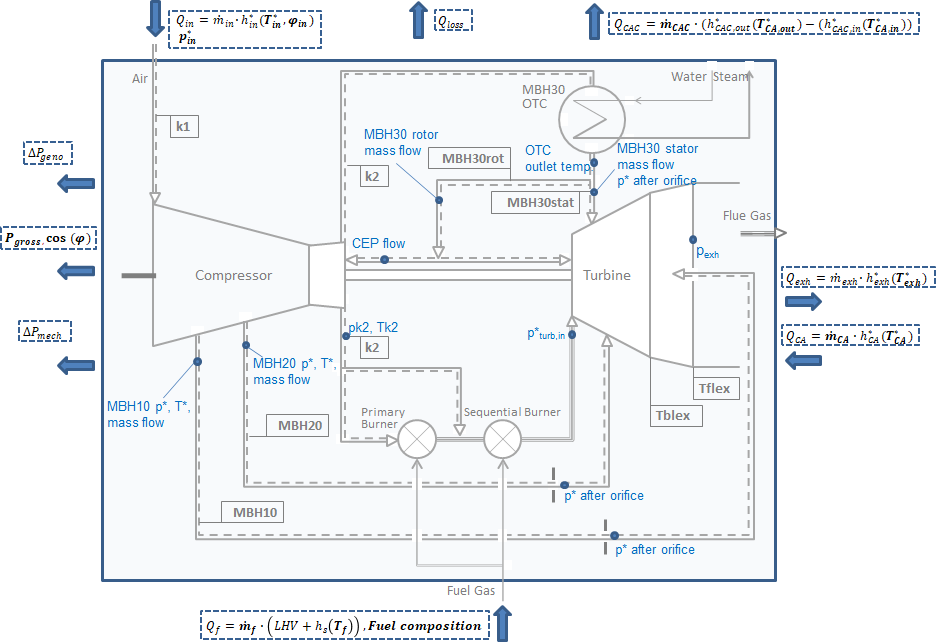 Q_in = ṁ_in · h*_in(T*_in, φ_in)
p*_in
Q_loss
Q_CAC = ṁ_CAC · (h*_CAC,out(T*_CA,out) − (h*_CAC,in(T*_CA,in))
Air
MBH30
OTC
Water
Steam
k1
MBH30 rotor
mass flow
MBH30rot
OTC
outlet temp.
MBH30 stator
mass flow
p* after orifice
ΔP_geno
k2
MBH30stat
Flue Gas
P_gross, cos (φ)
CEP flow
p_exh
Compressor
Turbine
Q_exh = ṁ_exh · h*_exh(T*_exh)
ΔP_mech
pk2, Tk2
k2
p*_turb,in
Q_CA = ṁ_CA · h*_CA(T*_CA)
MBH20 p*, T*,
mass flow
Tflex
MBH10 p*, T*,
mass flow
Primary
Burner
Sequential Burner
Tblex
MBH20
p* after orifice
MBH10
p* after orifice
Fuel Gas
Q_f = ṁ_f · (LHV + h_s(T_f)), Fuel composition